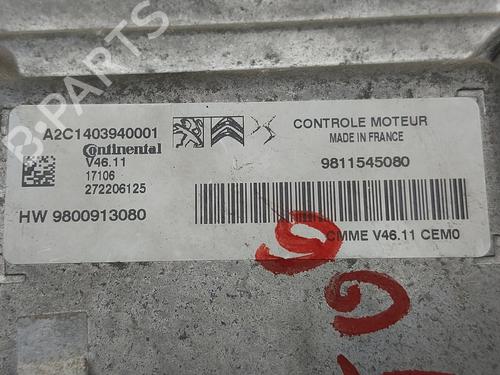 B-PARTS
A2C1403940001
Continental
V46.11
17106
272206125
HW 9800913080
CONTROLE MOTEUR
MADE IN FRANCE
9811545080
CMME V46.11 CEM0